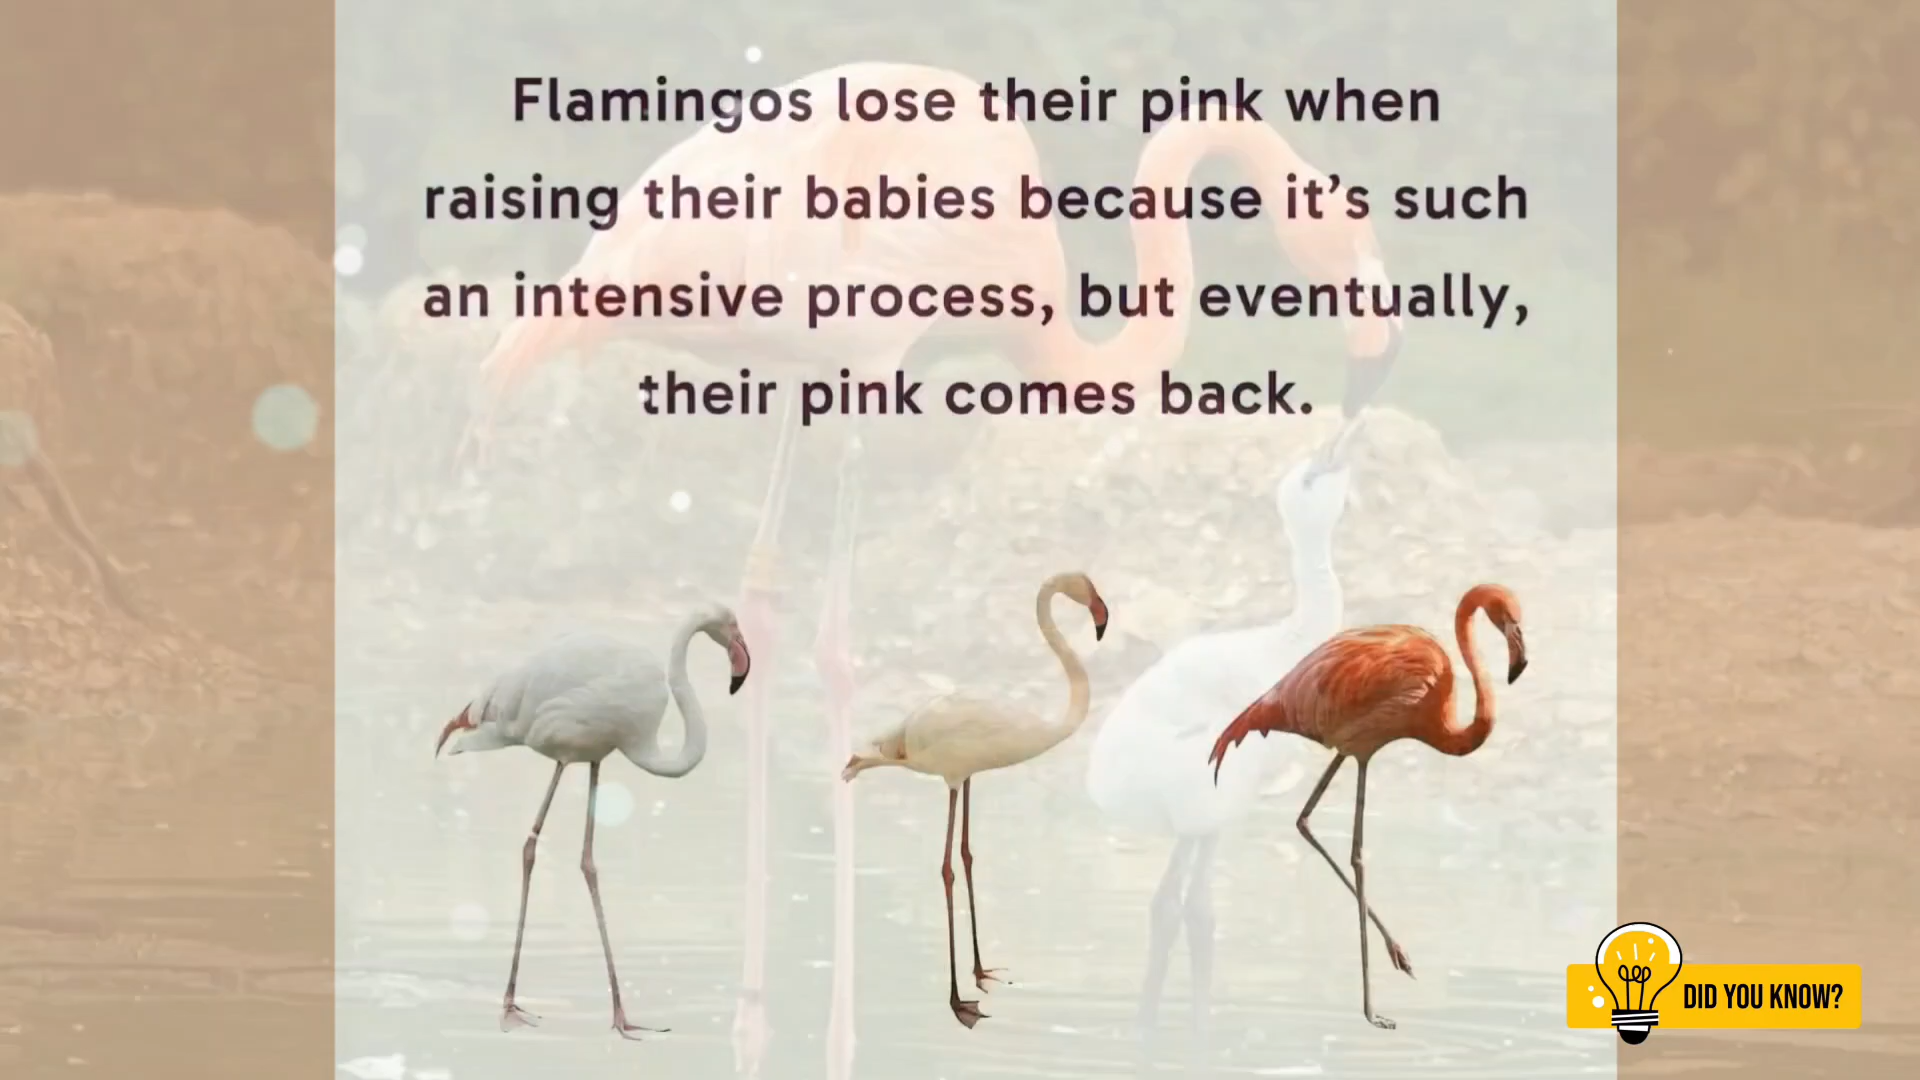 Flamingos lose their pink when
raising their babies because it’s such
an intensive process, but eventually,
their pink comes back.
DID YOU KNOW?